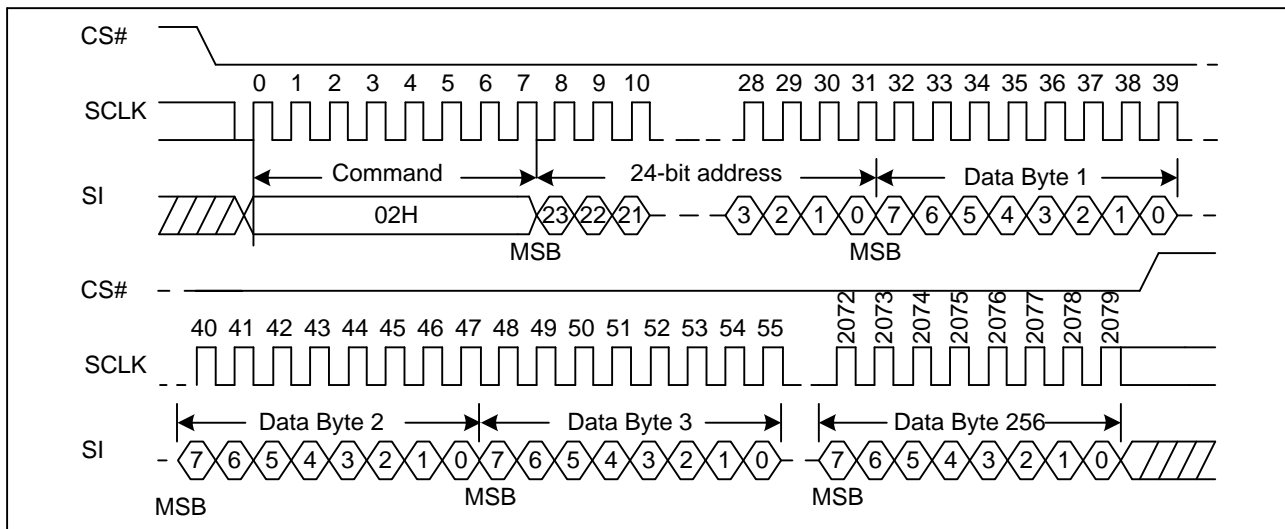 CS#
0 1 2 3 4 5 6 7 8 9 10 28 29 30 31 32 33 34 35 36 37 38 39
SCLK
Command 24-bit address Data Byte 1
SI
02H 23 22 21 3 2 1 0 7 6 5 4 3 2 1 0
MSB MSB
CS#
40 41 42 43 44 45 46 47 48 49 50 51 52 53 54 55 2072 2073 2074 2075 2076 2077 2078 2079
SCLK
Data Byte 2 Data Byte 3 Data Byte 256
SI
7 6 5 4 3 2 1 0 7 6 5 4 3 2 1 0 7 6 5 4 3 2 1 0
MSB MSB MSB